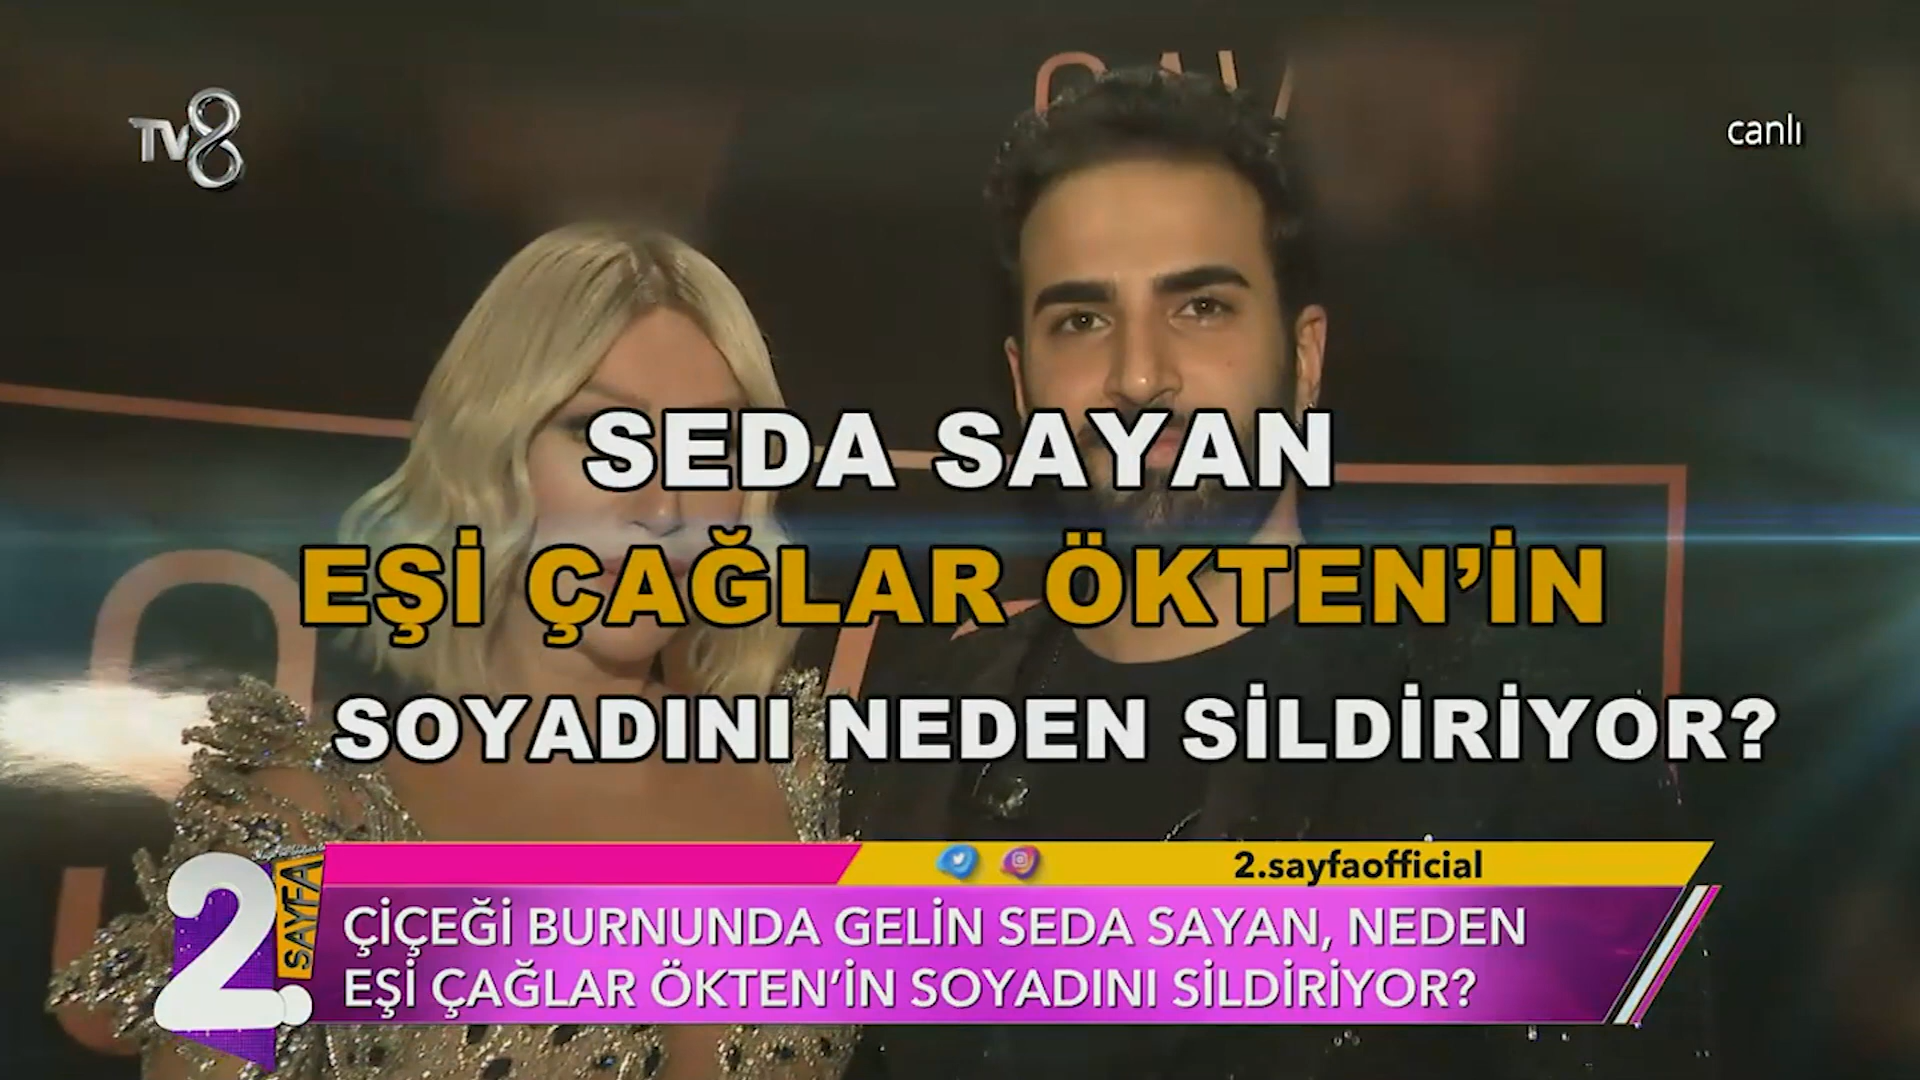 TV8
canlı
SEDA SAYAN
EŞİ ÇAĞLAR ÖKTEN'İN
SOYADINI NEDEN SİLDİRİYOR?
2.sayfaofficial
2. SAYFA
ÇİÇEĞİ BURNUNDA GELİN SEDA SAYAN, NEDEN
EŞİ ÇAĞLAR ÖKTEN'İN SOYADINI SİLDİRİYOR?